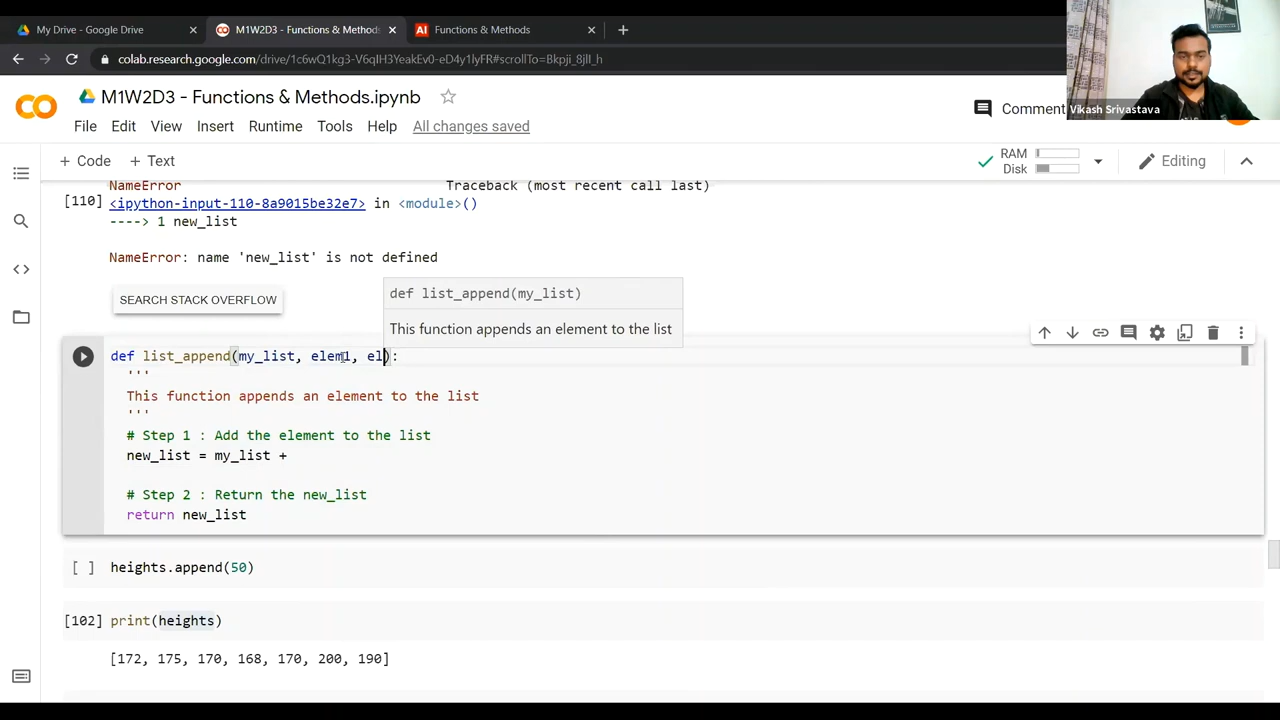 My Drive - Google Drive
M1W2D3 - Functions & Methods
AI Functions & Methods
colab.research.google.com/drive/1c6wQ1kg3-V6qIH3YeakEv0-eD4y1lyFR#scrollTo=Bkpji_8jlI_h
CO M1W2D3 - Functions & Methods.ipynb
Comment
Vikash Srivastava
File Edit View Insert Runtime Tools Help All changes saved
+ Code + Text
RAM
Disk
Editing
NameError Traceback (most recent call last)
[110] <ipython-input-110-8a9015be32e7> in <module>()
----> 1 new_list
NameError: name 'new_list' is not defined
SEARCH STACK OVERFLOW
def list_append(my_list)
This function appends an element to the list
def list_append(my_list, elem1, el):
'''
This function appends an element to the list
'''
# Step 1 : Add the element to the list
new_list = my_list +
# Step 2 : Return the new_list
return new_list
[ ] heights.append(50)
[102] print(heights)
[172, 175, 170, 168, 170, 200, 190]